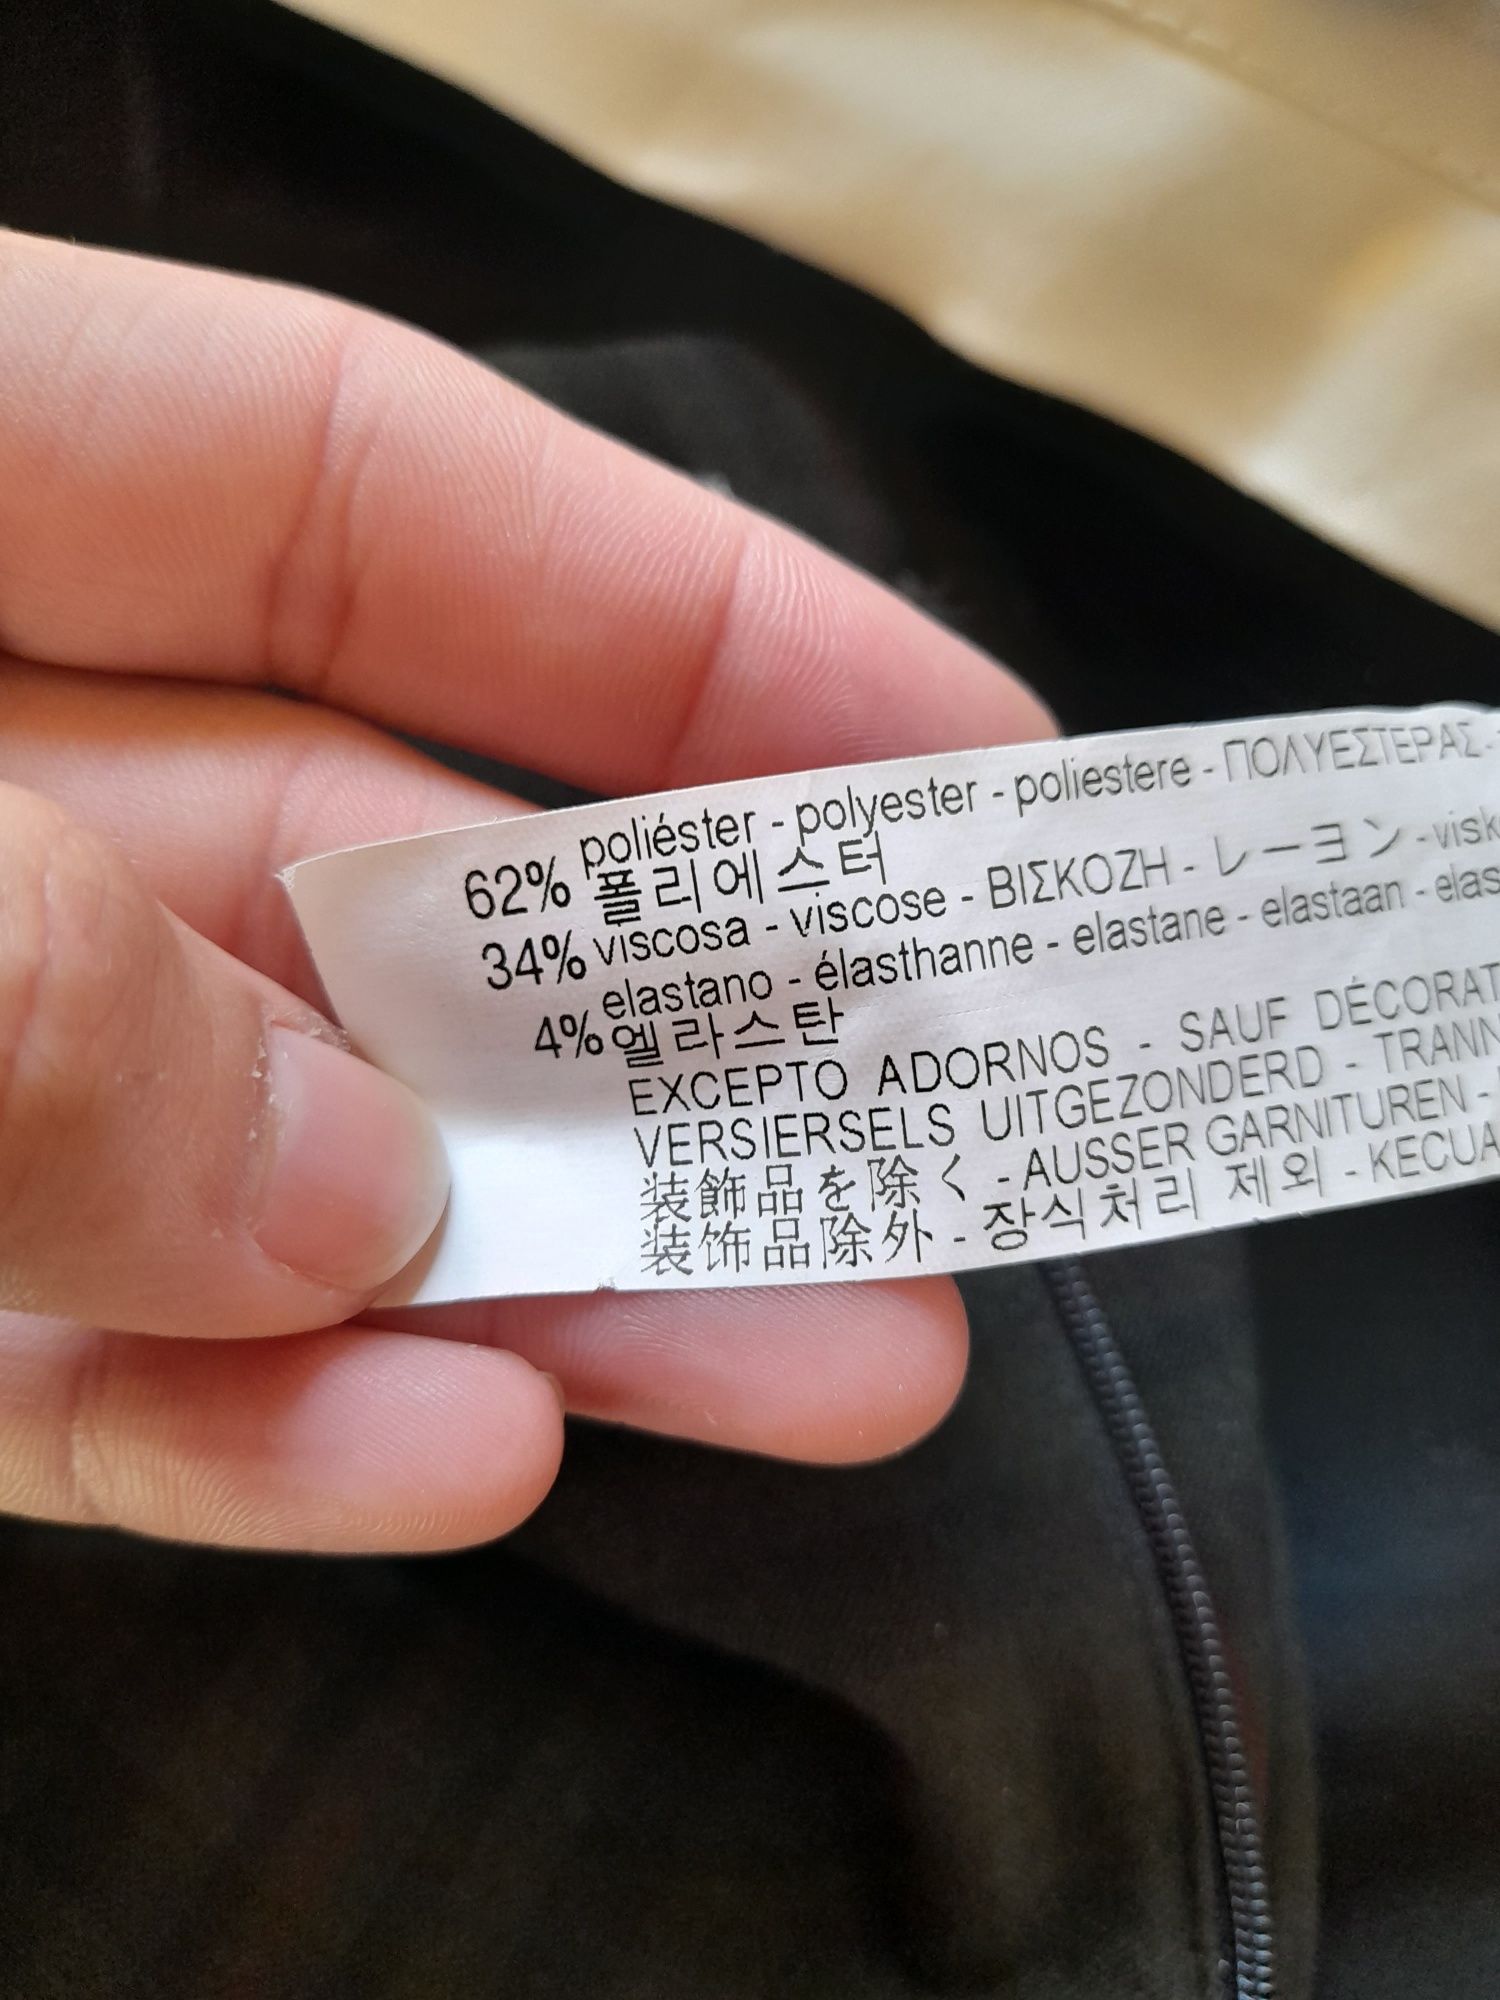 62% poliéster - polyester - poliestere - ΠΟΛΥΕΣΤΕΡΑΣ -
폴리에스터
34% viscosa - viscose - ΒΙΣΚΟΖΗ - レーヨン -
4% elastano - élasthanne - elastane - elastaan -
엘라스탄
EXCEPTO ADORNOS - SAUF
VERSIERSELS UITGEZONDERD -
装飾品を除く - AUSSER GARNITUREN -
装饰品除外 - 장식처리 제외 -